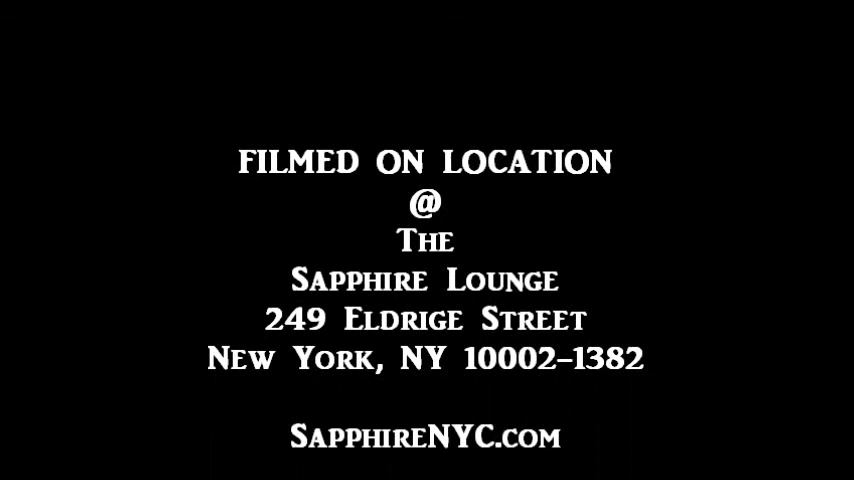 FILMED ON LOCATION
@
THE
SAPPHIRE LOUNGE
249 ELDRIGE STREET
NEW YORK, NY 10002-1382
SAPPHIRENYC.COM